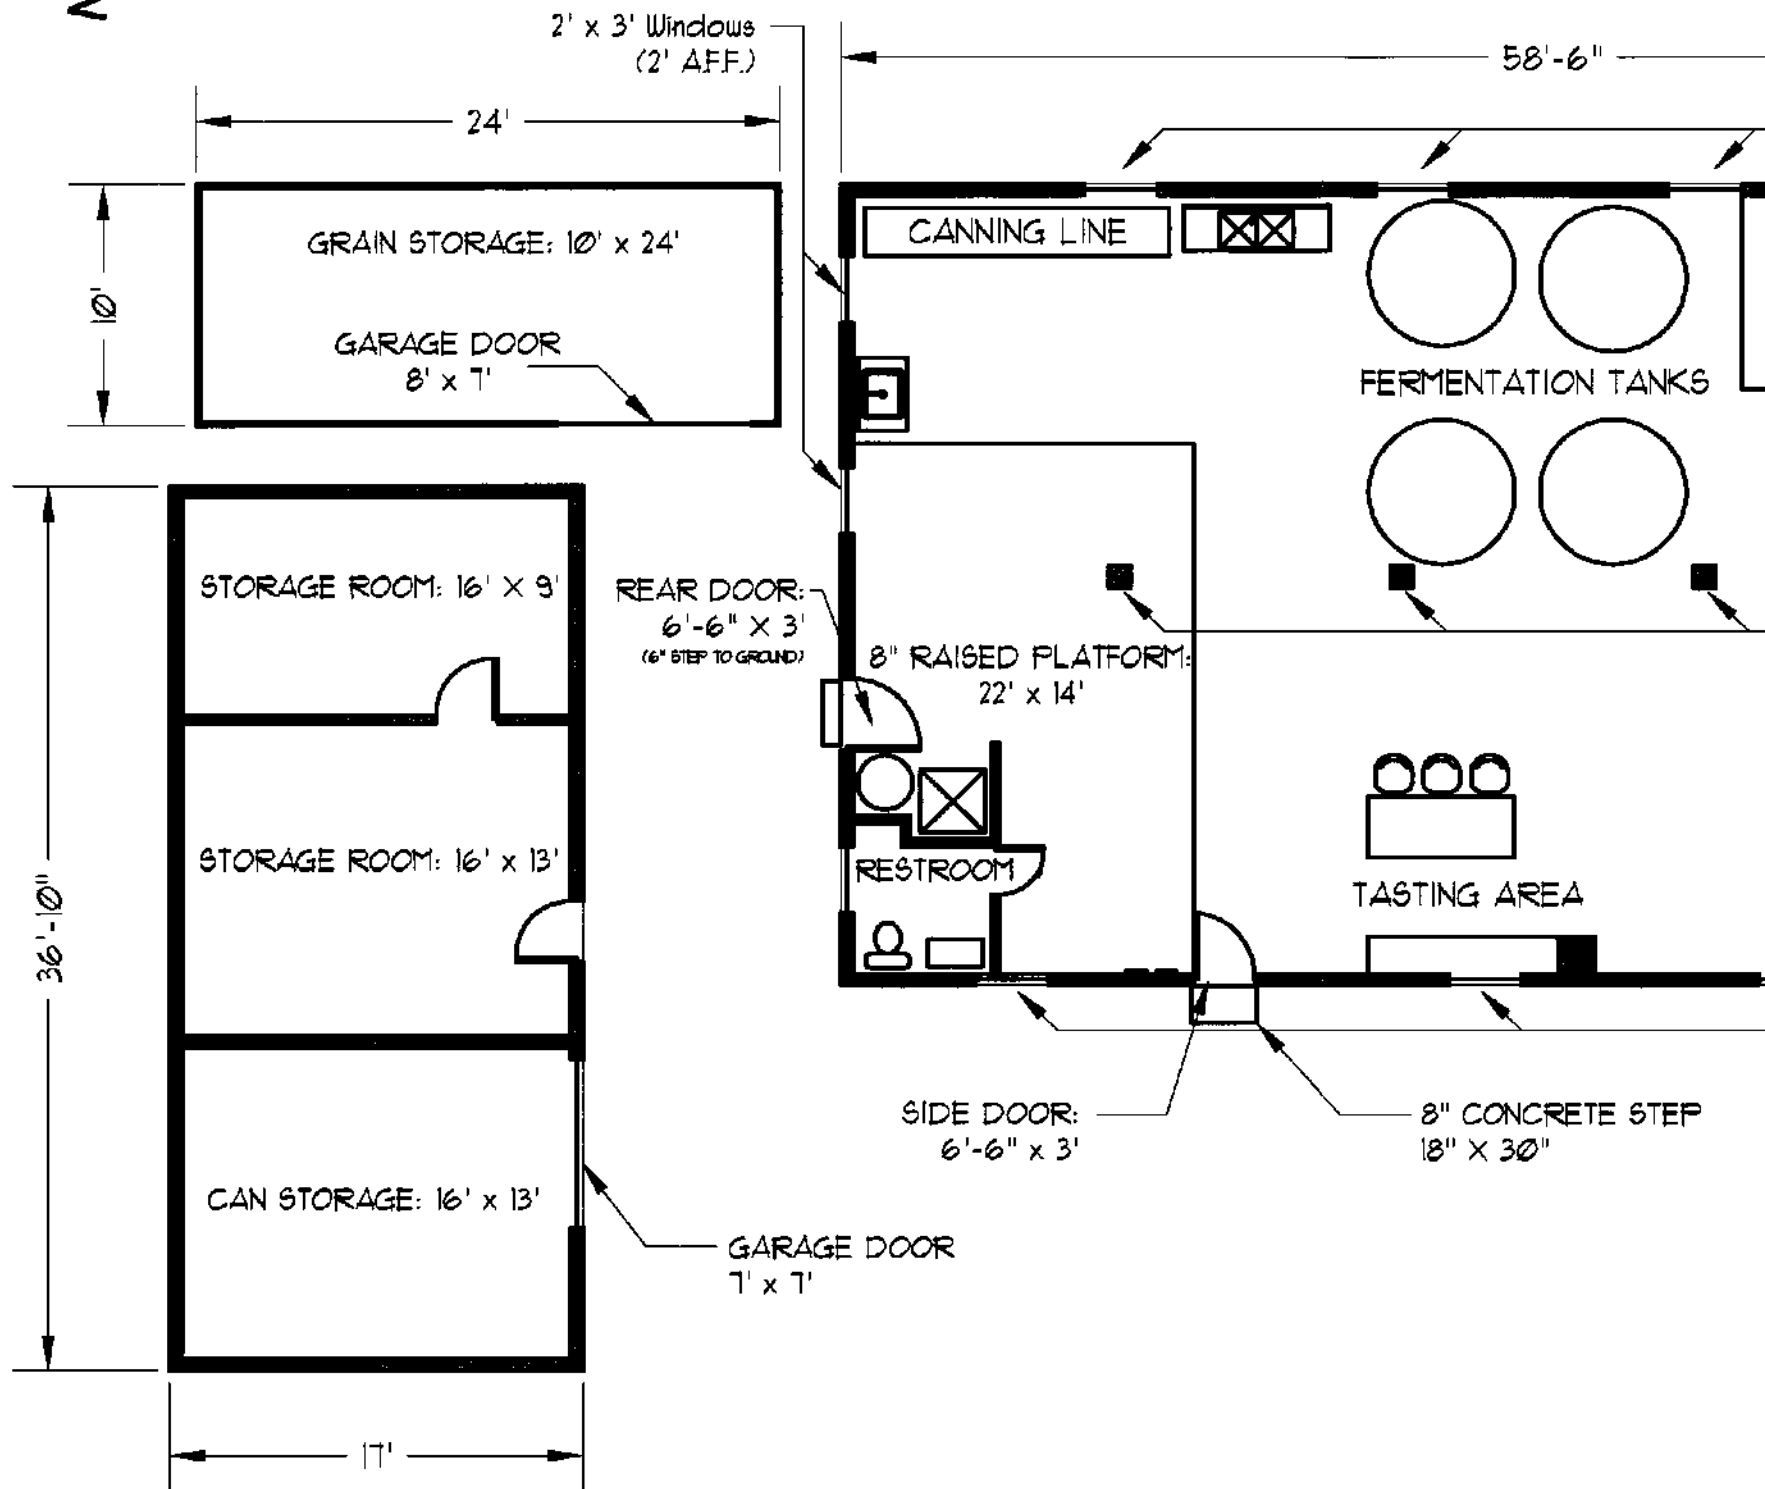 2' x 3' Windows
(2' A.F.F.)
58'-6"
24'
10'
GRAIN STORAGE: 10' x 24'
GARAGE DOOR
8' x 7'
CANNING LINE
FERMENTATION TANKS
36'-10"
STORAGE ROOM: 16' X 9'
REAR DOOR:
6'-6" X 3'
(6" STEP TO GROUND)
8" RAISED PLATFORM:
22' x 14'
STORAGE ROOM: 16' x 13'
RESTROOM
TASTING AREA
SIDE DOOR:
6'-6" x 3'
8" CONCRETE STEP
18" X 30"
CAN STORAGE: 16' x 13'
GARAGE DOOR
7' x 7'
17'